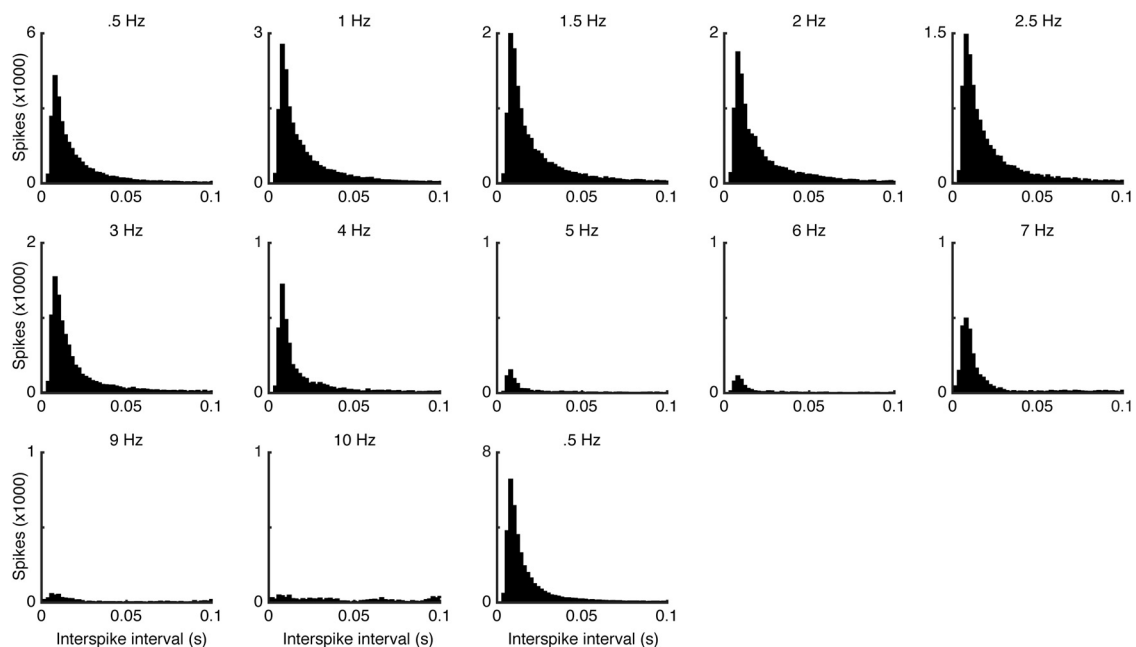 .5 Hz 1 Hz 1.5 Hz 2 Hz 2.5 Hz
6 3 2 2 1.5
Spikes (x1000)
0 0 0 0 0
0 0.05 0.1 0 0.05 0.1 0 0.05 0.1 0 0.05 0.1 0 0.05 0.1
3 Hz 4 Hz 5 Hz 6 Hz 7 Hz
2 1 1 1 1
Spikes (x1000)
0 0 0 0 0
0 0.05 0.1 0 0.05 0.1 0 0.05 0.1 0 0.05 0.1 0 0.05 0.1
9 Hz 10 Hz .5 Hz
1 1 8
Spikes (x1000)
0 0 0
0 0.05 0.1 0 0.05 0.1 0 0.05 0.1
Interspike interval (s) Interspike interval (s) Interspike interval (s)